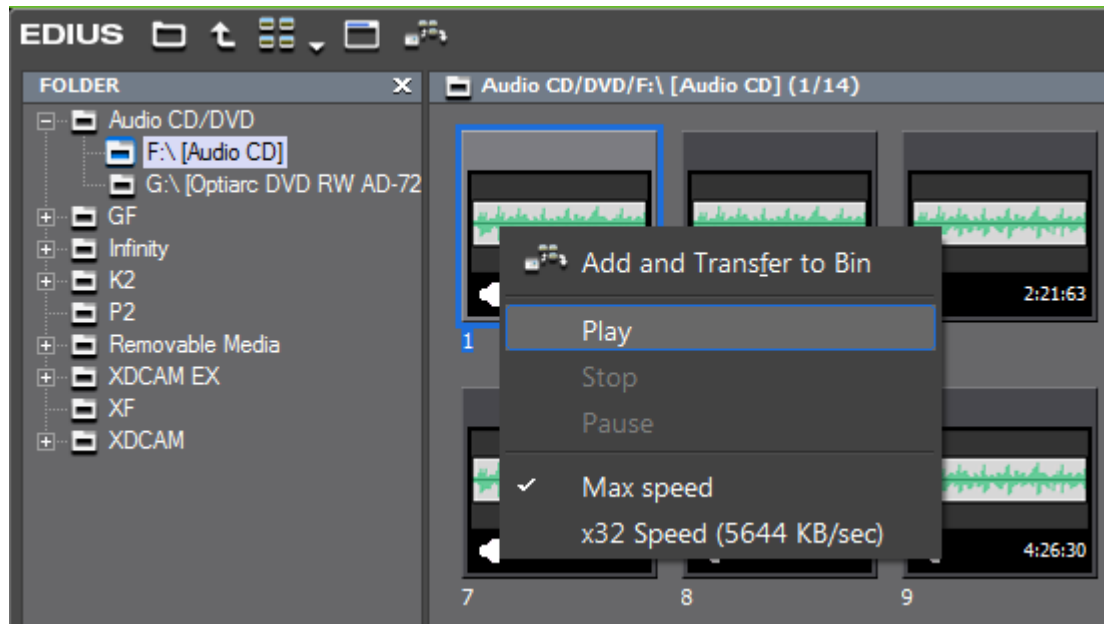 EDIUS
FOLDER
Audio CD/DVD
F:\ [Audio CD]
G:\ [Optiarc DVD RW AD-72
GF
Infinity
K2
P2
Removable Media
XDCAM EX
XF
XDCAM
Audio CD/DVD/F:\ [Audio CD] (1/14)
2:21:63
1
Add and Transfer to Bin
Play
Stop
Pause
Max speed
x32 Speed (5644 KB/sec)
4:26:30
7 8 9